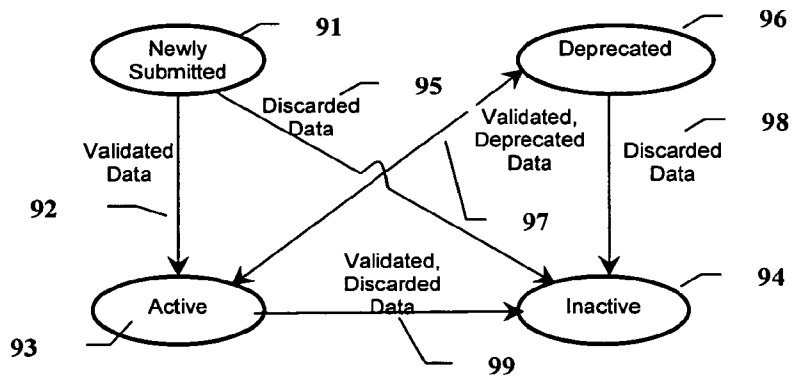 Newly
Submitted
91
Deprecated
96
Discarded
Data
95
Validated,
Deprecated
Data
98
Validated
Data
Discarded
Data
92
97
Validated,
Discarded
Data
Active
Inactive
94
93
99